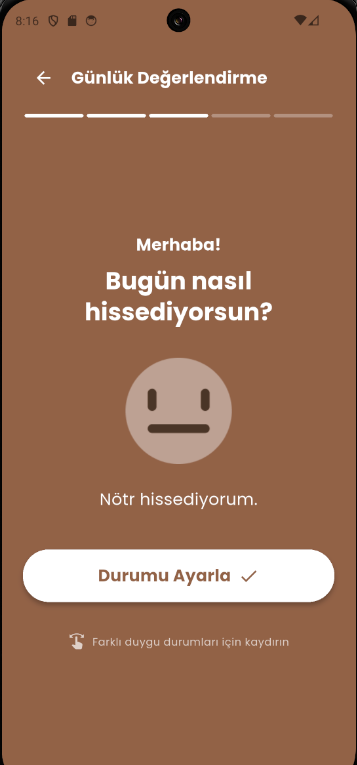 8:16
Günlük Değerlendirme
Merhaba!
Bugün nasıl
hissediyorsun?
Nötr hissediyorum.
Durumu Ayarla
Farklı duygu durumları için kaydırın